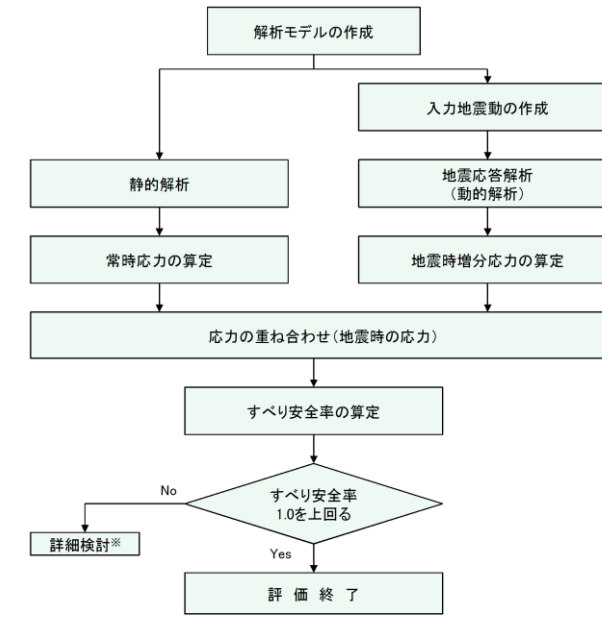 解析モデルの作成
入力地震動の作成
静的解析
地震応答解析
(動的解析)
常時応力の算定
地震時増分応力の算定
応力の重ね合わせ(地震時の応力)
すべり安全率の算定
すべり安全率
1.0を上回る
No
詳細検討※
Yes
評 価 終 了